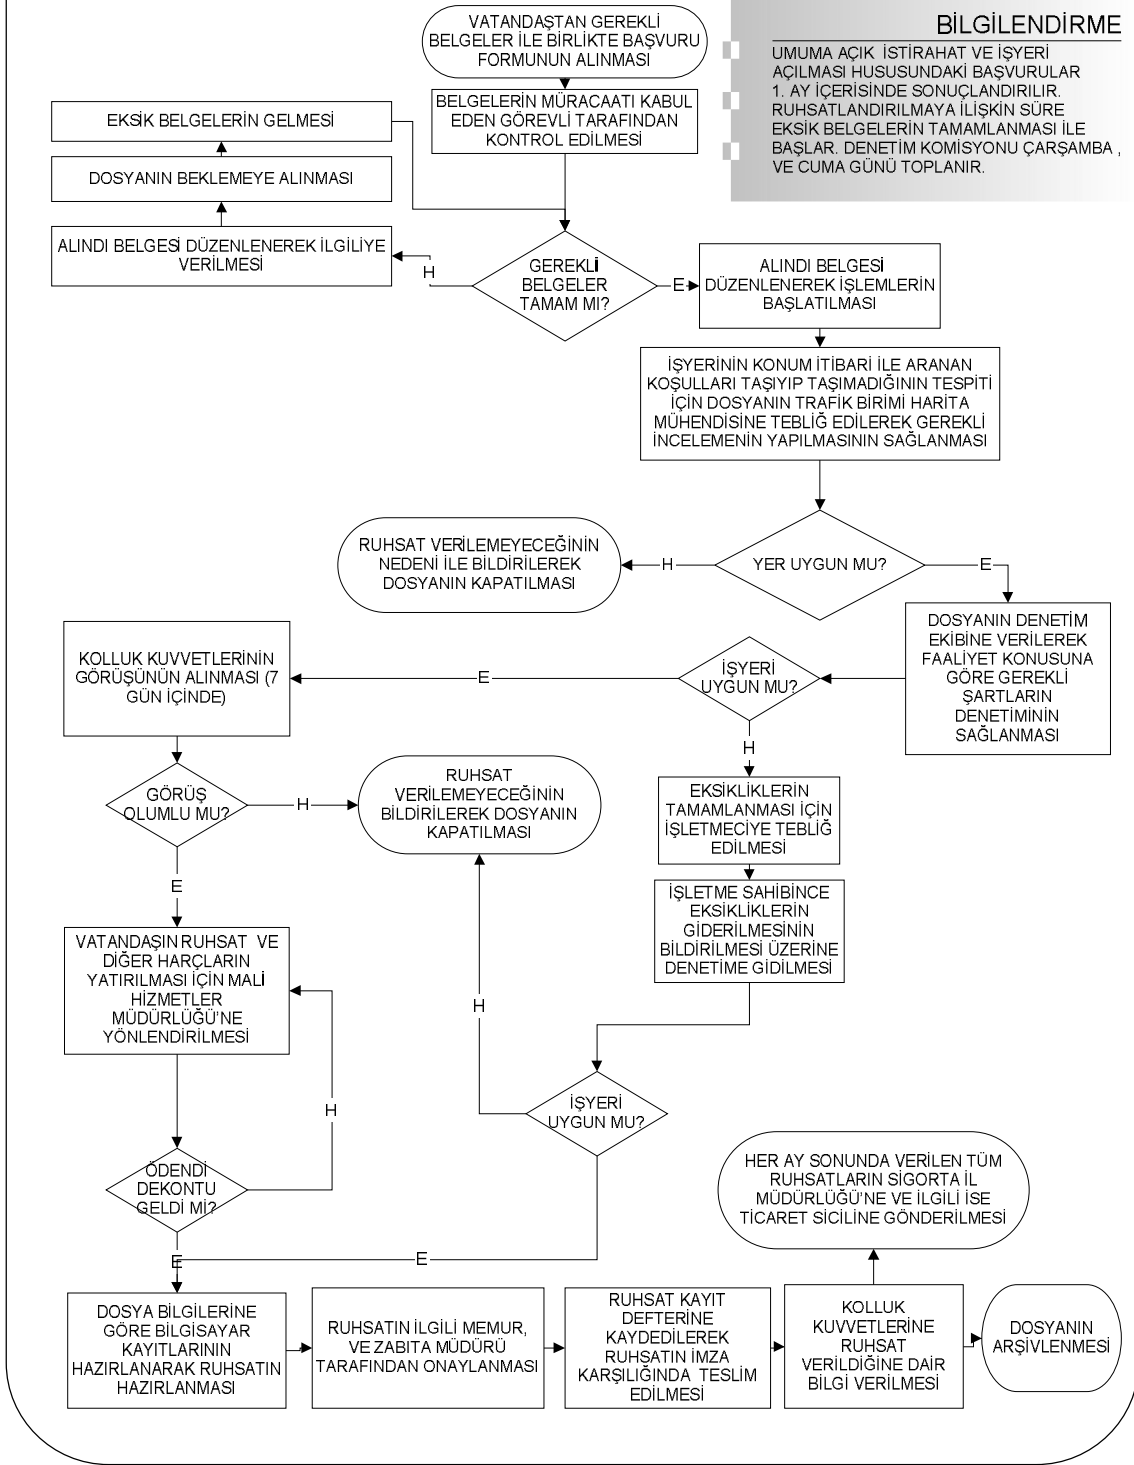 VATANDAŞTAN GEREKLİ
BELGELER İLE BİRLİKTE BAŞVURU
FORMUNUN ALINMASI
BİLGİLENDİRME
UMUMA AÇIK İSTİRAHAT VE İŞYERİ
AÇILMASI HUSUSUNDAKİ BAŞVURULAR
1. AY İÇERİSİNDE SONUÇLANDIRILIR.
RUHSATLANDIRILMAYA İLİŞKİN SÜRE
EKSİK BELGELERİN TAMAMLANMASI İLE
BAŞLAR. DENETİM KOMİSYONU ÇARŞAMBA ,
VE CUMA GÜNÜ TOPLANIR.
BELGELERİN MÜRACAATI KABUL
EDEN GÖREVLİ TARAFINDAN
KONTROL EDİLMESİ
EKSİK BELGELERİN GELMESİ
DOSYANIN BEKLEMEYE ALINMASI
ALINDI BELGESİ DÜZENLENEREK İLGİLİYE
VERİLMESİ
H
GEREKLİ
BELGELER
TAMAM MI?
E
ALINDI BELGESİ
DÜZENLENEREK İŞLEMLERİN
BAŞLATILMASI
İŞYERİNİN KONUM İTİBARİ İLE ARANAN
KOŞULLARI TAŞIYIP TAŞIMADIĞININ TESPİTİ
İÇİN DOSYANIN TRAFİK BİRİMİ HARİTA
MÜHENDİSİNE TEBLİĞ EDİLEREK GEREKLİ
İNCELEMENİN YAPILMASININ SAĞLANMASI
RUHSAT VERİLEMEYECEĞİNİN
NEDENİ İLE BİLDİRİLEREK
DOSYANIN KAPATILMASI
H
YER UYGUN MU?
E
DOSYANIN DENETİM
EKİBİNE VERİLEREK
FAALİYET KONUSUNA
GÖRE GEREKLİ
ŞARTLARIN
DENETİMİNİN
SAĞLANMASI
İŞYERİ
UYGUN MU?
E
KOLLUK KUVVETLERİNİN
GÖRÜŞÜNÜN ALINMASI (7
GÜN İÇİNDE)
H
GÖRÜŞ
OLUMLU MU?
H
RUHSAT
VERİLEMEYECEĞİNİN
BİLDİRİLEREK DOSYANIN
KAPATILMASI
EKSİKLİKLERİN
TAMAMLANMASI İÇİN
İŞLETMECİYE TEBLİĞ
EDİLMESİ
E
İŞLETME SAHİBİNCE
EKSİKLİKLERİN
GİDERİLMESİNİN
BİLDİRİLMESİ ÜZERİNE
DENETİME GİDİLMESİ
VATANDAŞIN RUHSAT VE
DİĞER HARÇLARIN
YATIRILMASI İÇİN MALİ
HİZMETLER
MÜDÜRLÜĞÜ'NE
YÖNLENDİRİLMESİ
H
H
İŞYERİ
UYGUN MU?
ÖDENDİ
DEKONTU
GELDİ Mİ?
HER AY SONUNDA VERİLEN TÜM
RUHSATLARIN SİGORTA İL
MÜDÜRLÜĞÜ'NE VE İLGİLİ İSE
TİCARET SİCİLİNE GÖNDERİLMESİ
E
E
DOSYA BİLGİLERİNE
GÖRE BİLGİSAYAR
KAYITLARININ
HAZIRLANARAK RUHSATIN
HAZIRLANMASI
RUHSATIN İLGİLİ MEMUR,
VE ZABITA MÜDÜRÜ
TARAFINDAN ONAYLANMASI
RUHSAT KAYIT
DEFTERİNE
KAYDEDİLEREK
RUHSATIN İMZA
KARŞILIĞINDA TESLİM
EDİLMESİ
KOLLUK
KUVVETLERİNE
RUHSAT
VERİLDİĞİNE DAİR
BİLGİ VERİLMESİ
DOSYANIN
ARŞİVLENMESİ